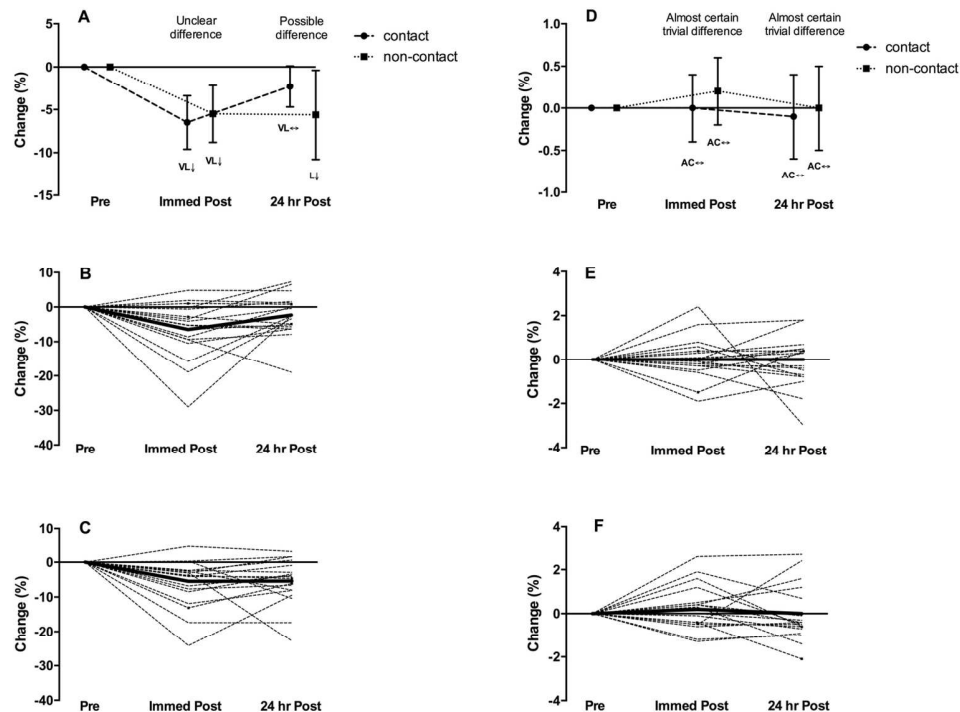 A
Unclear difference
Possible difference
contact
non-contact
Change (%)
5
0
-5
-10
-15
VL↓
VL↓
VL↔
L↓
Pre
Immed Post
24 hr Post
D
Almost certain trivial difference
Almost certain trivial difference
contact
non-contact
Change (%)
1.0
0.5
0.0
-0.5
-1.0
AC↔
AC↔
AC↔
Pre
Immed Post
24 hr Post
B
Change (%)
10
0
-10
-20
-30
-40
Pre
Immed Post
24 hr Post
E
Change (%)
4
2
0
-2
-4
Pre
Immed Post
24 hr Post
C
Change (%)
10
0
-10
-20
-30
-40
Pre
Immed Post
24 hr Post
F
Change (%)
4
2
0
-2
-4
Pre
Immed Post
24 hr Post